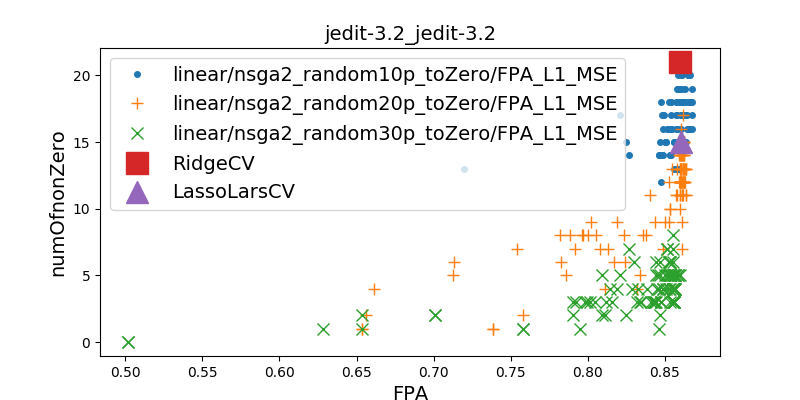 jedit-3.2_jedit-3.2
linear/nsga2_random10p_toZero/FPA_L1_MSE
linear/nsga2_random20p_toZero/FPA_L1_MSE
linear/nsga2_random30p_toZero/FPA_L1_MSE
RidgeCV
LassoLarsCV
numOfnonZero
20
15
10
5
0
0.50 0.55 0.60 0.65 0.70 0.75 0.80 0.85
FPA